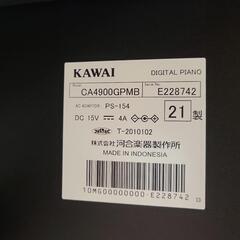 KAWAI DIGITAL PIANO
Model CA4900GPMB Serial No. E228742
AC ADAPTOR : PS-154
DC 15V ⎓ 4A 21 製
T-2010102
株式会社 河合楽器製作所
MADE IN INDONESIA
10MG00000000-E228742